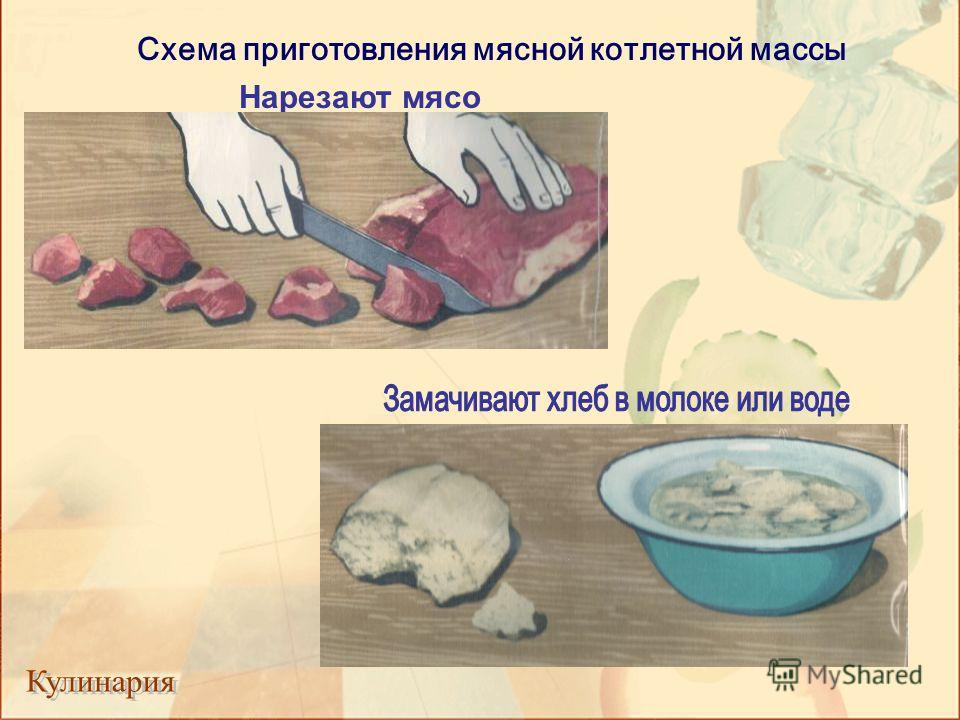 Схема приготовления мясной котлетной массы
Нарезают мясо
Замачивают хлеб в молоке или воде
Кулинария
MyShared